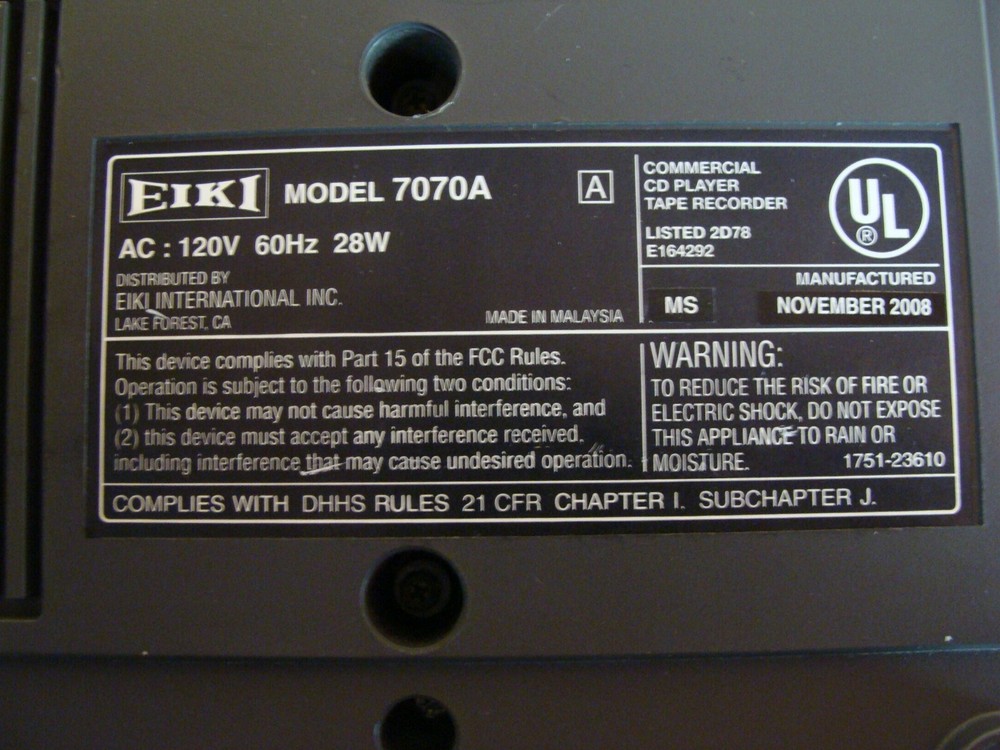 EIKI MODEL 7070A A
AC : 120V 60Hz 28W
DISTRIBUTED BY
EIKI INTERNATIONAL INC.
LAKE FOREST, CA
MADE IN MALAYSIA
COMMERCIAL
CD PLAYER
TAPE RECORDER
LISTED 2D78
E164292
UL ®
MANUFACTURED
MS NOVEMBER 2008
This device complies with Part 15 of the FCC Rules.
Operation is subject to the following two conditions:
(1) This device may not cause harmful interference, and
(2) this device must accept any interference received,
including interference that may cause undesired operation.
WARNING:
TO REDUCE THE RISK OF FIRE OR
ELECTRIC SHOCK, DO NOT EXPOSE
THIS APPLIANCE TO RAIN OR
MOISTURE. 1751-23610
COMPLIES WITH DHHS RULES 21 CFR CHAPTER I. SUBCHAPTER J.